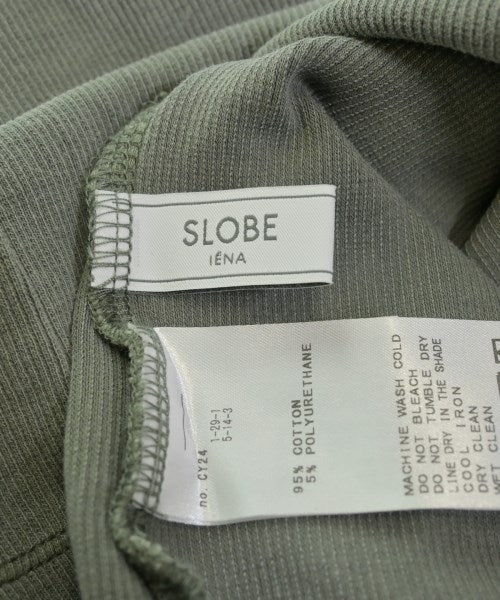 SLOBE
IÉNA
no. CY24
1-29-1
5-14-3
95% COTTON
5% POLYURETHANE
MACHINE WASH COLD
DO NOT BLEACH
DO NOT TUMBLE DRY
LINE DRY IN THE SHADE
COOL IRON
DRY CLEAN
WET CLEAN